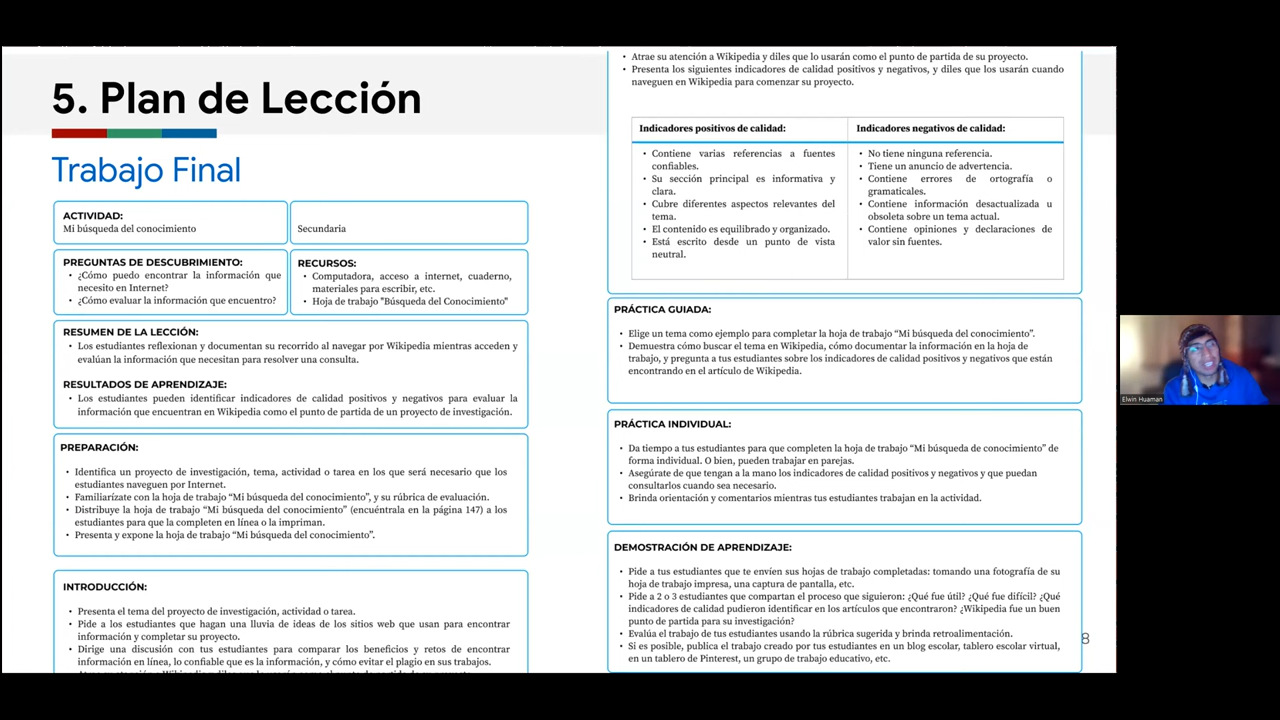 5. Plan de Lección
Trabajo Final
ACTIVIDAD:
Mi búsqueda del conocimiento
Secundaria
PREGUNTAS DE DESCUBRIMIENTO:
• ¿Cómo puedo encontrar la información que
necesito en Internet?
• ¿Cómo evaluar la información que encuentro?
RECURSOS:
• Computadora, acceso a internet, cuaderno,
materiales para escribir, etc.
• Hoja de trabajo "Búsqueda del Conocimiento"
RESUMEN DE LA LECCIÓN:
• Los estudiantes reflexionan y documentan su recorrido al navegar por Wikipedia mientras acceden y
evalúan la información que necesitan para resolver una consulta.
RESULTADOS DE APRENDIZAJE:
• Los estudiantes pueden identificar indicadores de calidad positivos y negativos para evaluar la
información que encuentran en Wikipedia como el punto de partida de un proyecto de investigación.
PREPARACIÓN:
• Identifica un proyecto de investigación, tema, actividad o tarea en los que será necesario que los
estudiantes naveguen por Internet.
• Familiarízate con la hoja de trabajo “Mi búsqueda del conocimiento”, y su rúbrica de evaluación.
• Distribuye la hoja de trabajo “Mi búsqueda del conocimiento” (encuéntrala en la página 147) a los
estudiantes para que la completen en línea o la impriman.
• Presenta y expone la hoja de trabajo “Mi búsqueda del conocimiento”.
INTRODUCCIÓN:
• Presenta el tema del proyecto de investigación, actividad o tarea.
• Pide a los estudiantes que hagan una lluvia de ideas de los sitios web que usan para encontrar
información y completar su proyecto.
• Dirige una discusión con tus estudiantes para comparar los beneficios y retos de encontrar
información en línea, lo confiable que es la información, y cómo evitar el plagio en sus trabajos.
• Atrae su atención a Wikipedia y diles que lo usarán como el punto de partida de su proyecto.
• Presenta los siguientes indicadores de calidad positivos y negativos, y diles que los usarán cuando
naveguen en Wikipedia para comenzar su proyecto.
Indicadores positivos de calidad:
• Contiene varias referencias a fuentes
confiables.
• Su sección principal es informativa y
clara.
• Cubre diferentes aspectos relevantes del
tema.
• El contenido es equilibrado y organizado.
• Está escrito desde un punto de vista
neutral.
Indicadores negativos de calidad:
• No tiene ninguna referencia.
• Tiene un anuncio de advertencia.
• Contiene errores de ortografía o
gramaticales.
• Contiene información desactualizada u
obsoleta sobre un tema actual.
• Contiene opiniones y declaraciones de
valor sin fuentes.
PRÁCTICA GUIADA:
• Elige un tema como ejemplo para completar la hoja de trabajo “Mi búsqueda del conocimiento”.
• Demuestra cómo buscar el tema en Wikipedia, cómo documentar la información en la hoja de
trabajo, y pregunta a tus estudiantes sobre los indicadores de calidad positivos y negativos que están
encontrando en el artículo de Wikipedia.
PRÁCTICA INDIVIDUAL:
• Da tiempo a tus estudiantes para que completen la hoja de trabajo “Mi búsqueda de conocimiento” de
forma individual. O bien, pueden trabajar en parejas.
• Asegúrate de que tengan a la mano los indicadores de calidad positivos y negativos y que puedan
consultarlos cuando sea necesario.
• Brinda orientación y comentarios mientras tus estudiantes trabajan en la actividad.
DEMOSTRACIÓN DE APRENDIZAJE:
• Pide a tus estudiantes que te envíen sus hojas de trabajo completadas: tomando una fotografía de su
hoja de trabajo impresa, una captura de pantalla, etc.
• Pide a 2 o 3 estudiantes que compartan el proceso que siguieron: ¿Qué fue útil? ¿Qué fue difícil? ¿Qué
indicadores de calidad pudieron identificar en los artículos que encontraron? ¿Wikipedia fue un buen
punto de partida para su investigación?
• Evalúa el trabajo de tus estudiantes usando la rúbrica sugerida y brinda retroalimentación.
• Si es posible, publica el trabajo creado por tus estudiantes en un blog escolar, tablero escolar virtual,
en un tablero de Pinterest, un grupo de trabajo educativo, etc.
8
Elwin Huaman